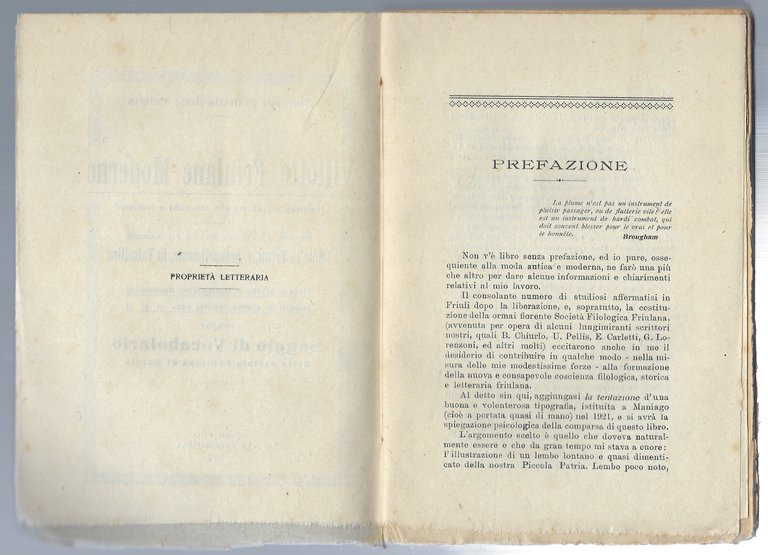 PROPRIETÀ LETTERARIA
PREFAZIONE
La plume n'est pas un instrument de
plaisir passager, ou de flatterie vile: elle
est un instrument de hardi combat, qui
doit souvent blesser pour le vrai et pour
le honnête.
Brougham
Non v'è libro senza prefazione, ed io pure, osse-
quiente alla moda antica e moderna, ne farò una più
che altro per dare alcune informazioni e chiarimenti
relativi al mio lavoro.
Il consolante numero di studiosi affermatisi in
Friuli dopo la liberazione, e, soprattutto, la costitu-
zione della ormai fiorente Società Filologica Friulana,
(avvenuta per opera di alcuni lungimiranti scrittori
nostri, quali B. Chiurlo, U. Pellis, E. Carletti, G. Lo-
renzoni, ed altri molti) eccitarono anche in me il
desiderio di contribuire in qualche modo - nella mi-
sura delle mie modestissime forze - alla formazione
della nuova e consapevole coscienza filologica, storica
e letteraria friulana.
Al detto sin qui, aggiungasi la tentazione d'una
buona e volenterosa tipografia, istituita a Maniago
(cioè a portata quasi di mano) nel 1921, e si avrà la
spiegazione psicologica della comparsa di questo libro.
L'argomento scelto è quello che doveva natural-
mente essere e che da gran tempo mi stava a cuore:
l'illustrazione di un lembo lontano e quasi dimenti-
cato della nostra Piccola Patria. Lembo poco noto,